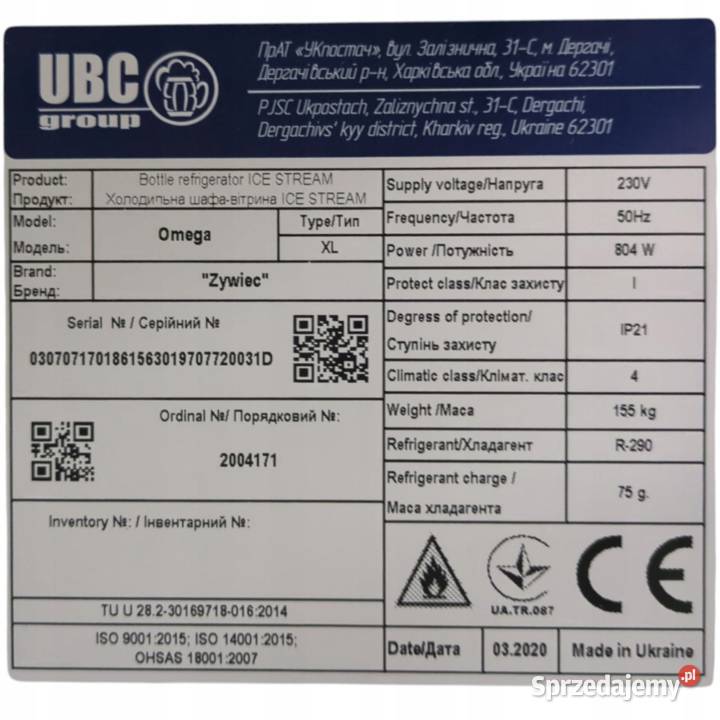 UBC
group
ПрАТ «УКпостач», вул. Залізнична, 31-С, м. Дергачі,
Дергачівський р-н, Харківська обл., Україна 62301
PJSC Ukpostach, Zaliznychna st., 31-C, Dergachi,
Dergachivs' kyy district, Kharkiv reg., Ukraine 62301
Product: Bottle refrigerator ICE STREAM
Продукт: Холодильна шафа-вітрина ICE STREAM
Model: Omega Type/Тип
Модель: XL
Brand: "Zywiec"
Бренд:
Serial № / Серійний №
0307071701861563019707720031D
Ordinal №/ Порядковий №:
2004171
Inventory №: / Інвентарний №:
TU U 28.2-30169718-016:2014
ISO 9001:2015; ISO 14001:2015;
OHSAS 18001:2007
Supply voltage/Напруга 230V
Frequency/Частота 50Hz
Power /Потужність 804 W
Protect class/Клас захисту I
Degress of protection/
Ступінь захисту IP21
Climatic class/Клімат. клас 4
Weight /Маса 155 kg
Refrigerant/Хладагент R-290
Refrigerant charge /
Маса хладагента 75 g.
UA.TR.087
CE
Date/Дата 03.2020 Made in Ukraine
Sprzedajemy.pl